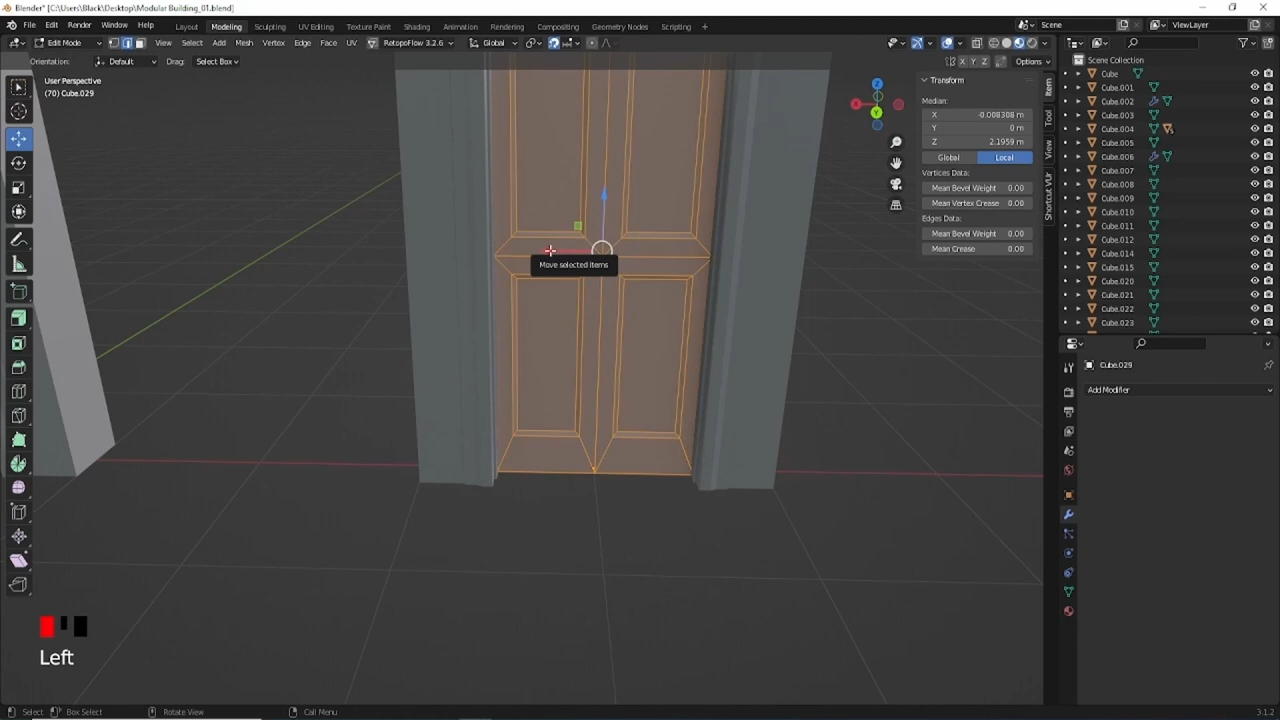 Blender* [C:\Users\Black\Desktop\Modular Building_01.blend]
File Edit Render Window Help Layout Modeling Sculpting UV Editing Texture Paint Shading Animation Rendering Compositing Geometry Nodes Scripting + Scene ViewLayer
Edit Mode View Select Add Mesh Vertex Edge Face UV RetopoFlow 3.2.6 Global
Orientation: Default Drag: Select Box X Y Z Options
User Perspective
(70) Cube.029
Transform
Median:
X -0.008308 m
Y 0 m
Z 2.1959 m
Global Local
Vertices Data:
Mean Bevel Weight 0.00
Mean Vertex Crease 0.00
Edges Data:
Mean Bevel Weight 0.00
Mean Crease 0.00
Item
Tool
View
Shortcut VUr
Z
X
Y
Move selected items
Scene Collection
Cube
Cube.001
Cube.002
Cube.003
Cube.004
Cube.005
Cube.006
Cube.007
Cube.008
Cube.009
Cube.010
Cube.011
Cube.012
Cube.014
Cube.015
Cube.020
Cube.021
Cube.022
Cube.023
Cube.029
Add Modifier
Left
Select Box Select Rotate View Call Menu 3.1.2